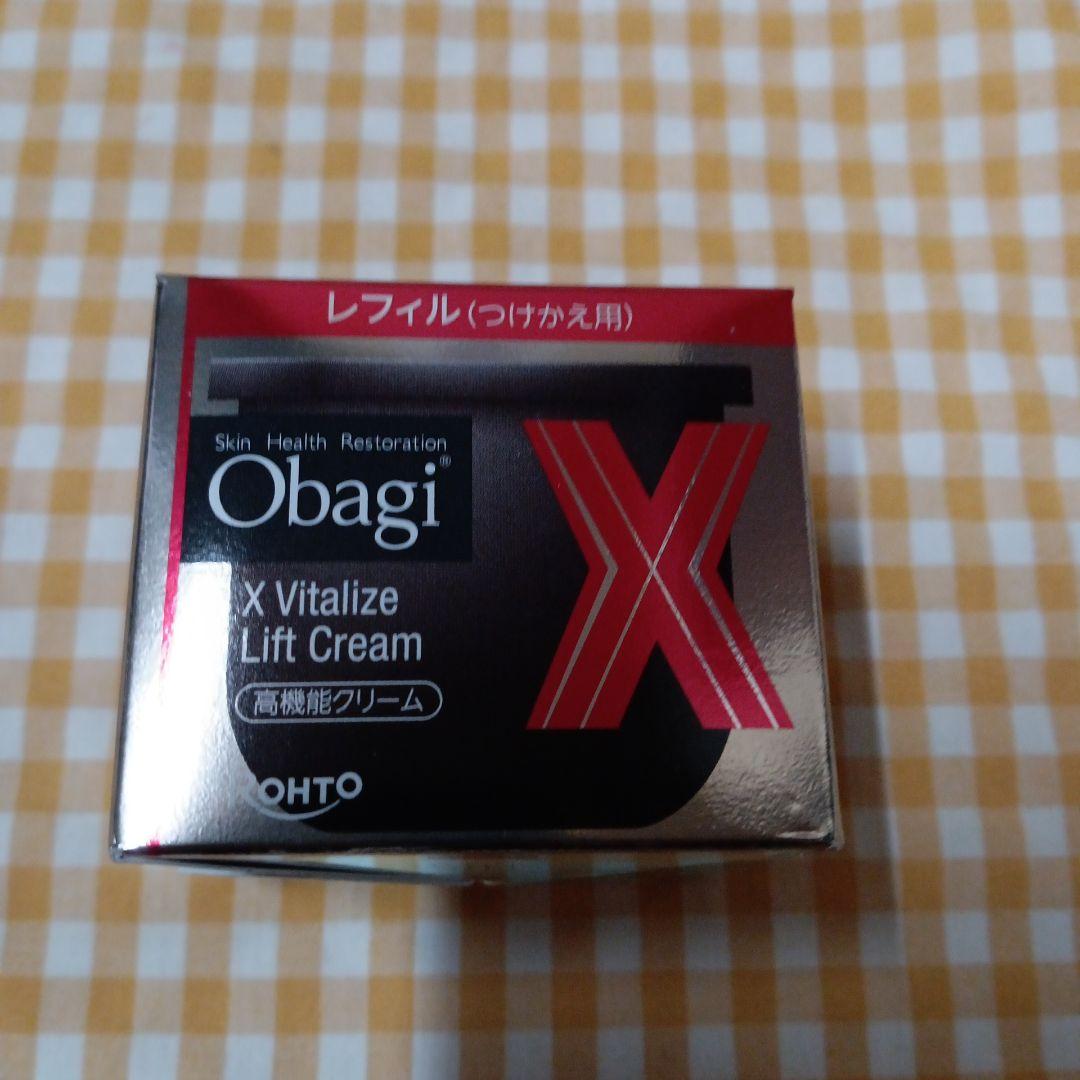 レフィル(つけかえ用)
Skin Health Restoration
Obagi®
X
X Vitalize
Lift Cream
高機能クリーム
ROHTO